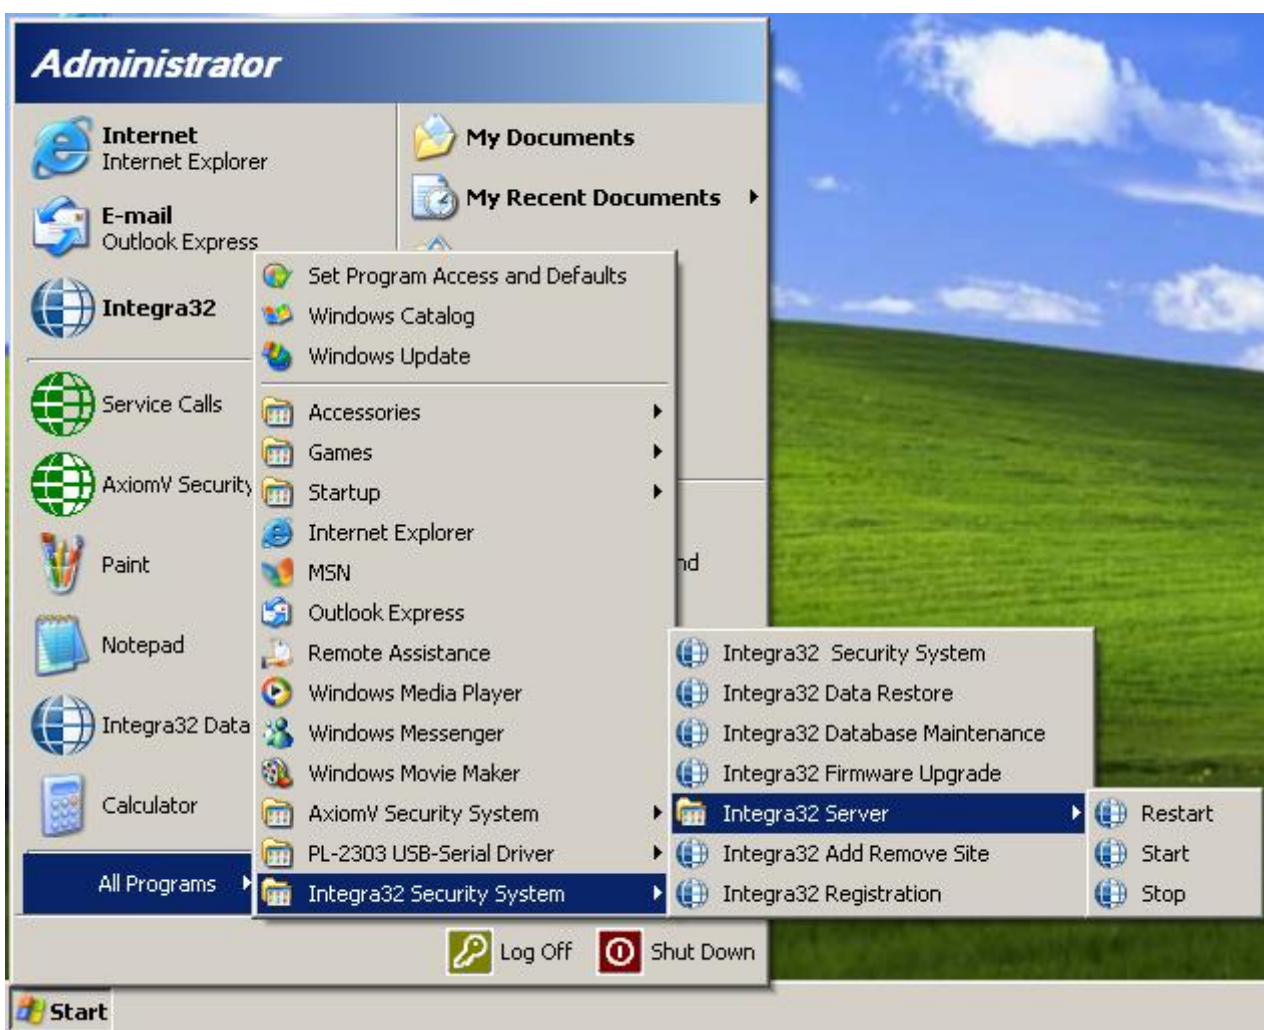 Administrator
Internet
Internet Explorer
E-mail
Outlook Express
Integra32
Service Calls
AxiomV Security
Paint
Notepad
Integra32 Data
Calculator
All Programs
My Documents
My Recent Documents
nd
Set Program Access and Defaults
Windows Catalog
Windows Update
Accessories
Games
Startup
Internet Explorer
MSN
Outlook Express
Remote Assistance
Windows Media Player
Windows Messenger
Windows Movie Maker
AxiomV Security System
PL-2303 USB-Serial Driver
Integra32 Security System
Integra32  Security System
Integra32 Data Restore
Integra32 Database Maintenance
Integra32 Firmware Upgrade
Integra32 Server
Integra32 Add Remove Site
Integra32 Registration
Restart
Start
Stop
Log Off
Shut Down
Start